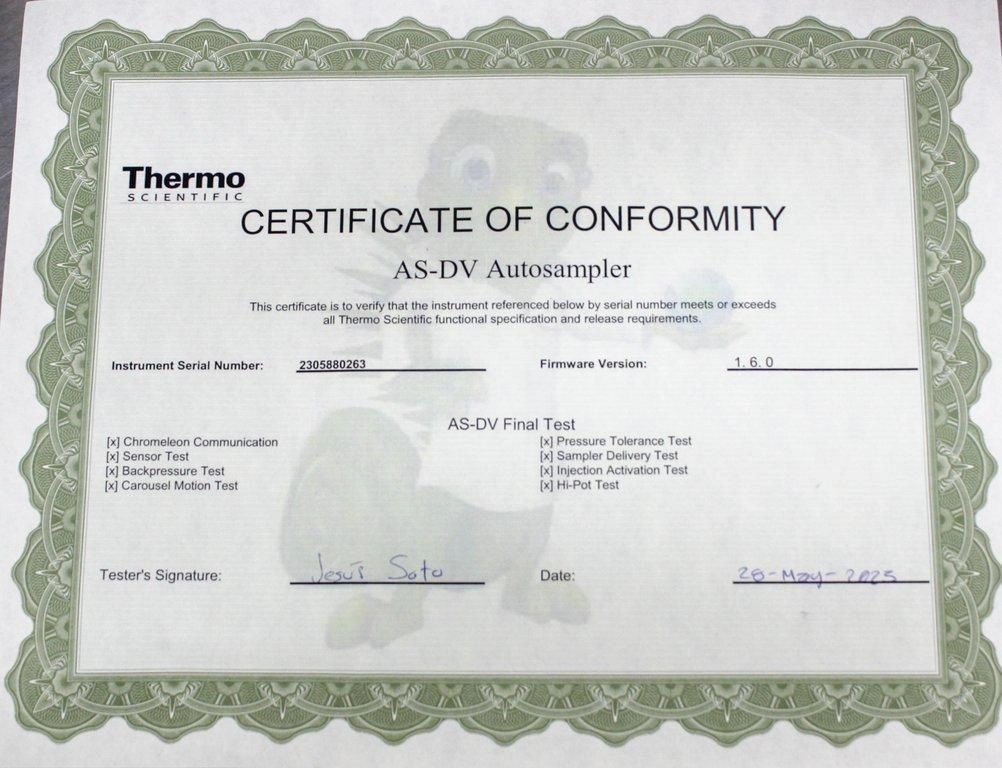 Thermo
SCIENTIFIC
CERTIFICATE OF CONFORMITY
AS-DV Autosampler
This certificate is to verify that the instrument referenced below by serial number meets or exceeds
all Thermo Scientific functional specification and release requirements.
Instrument Serial Number: 2305880263 Firmware Version: 1.6.0
AS-DV Final Test
[x] Chromeleon Communication
[x] Sensor Test
[x] Backpressure Test
[x] Carousel Motion Test
[x] Pressure Tolerance Test
[x] Sampler Delivery Test
[x] Injection Activation Test
[x] Hi-Pot Test
Tester's Signature: Jesus Soto Date: 28-May-2023